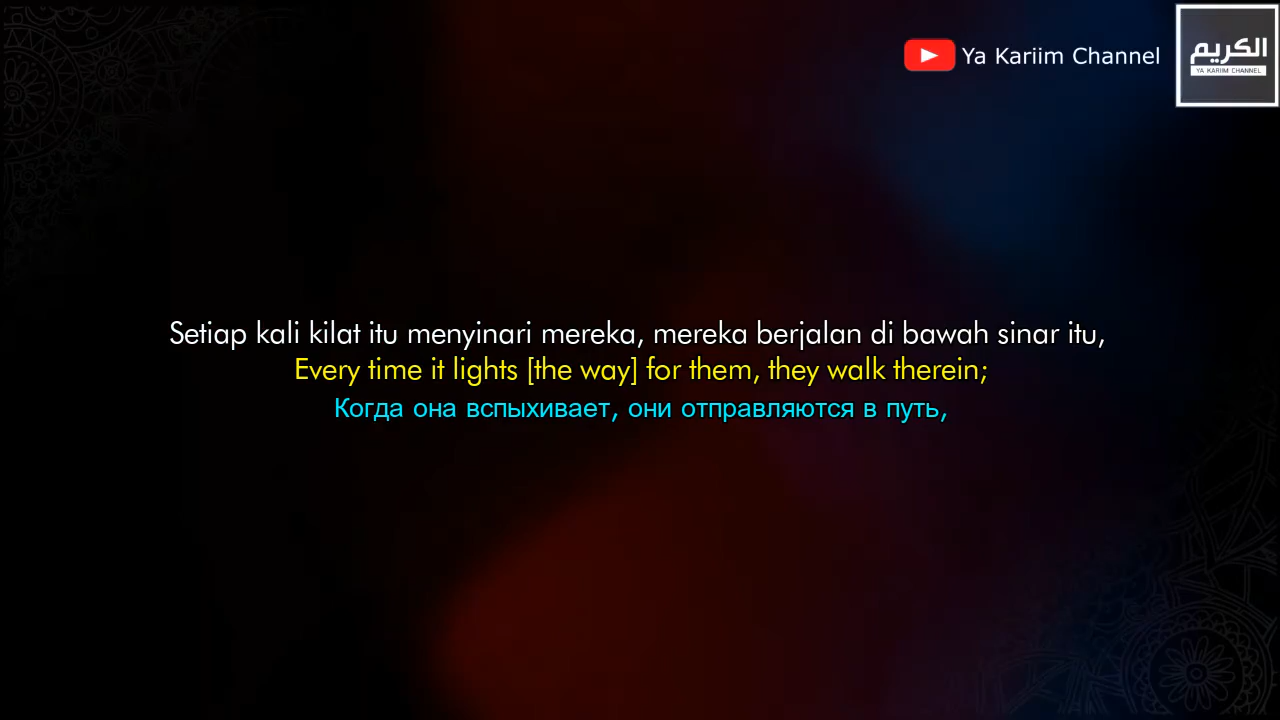 Ya Kariim Channel
الكريم
YA KARIIM CHANNEL
Setiap kali kilat itu menyinari mereka, mereka berjalan di bawah sinar itu,
Every time it lights [the way] for them, they walk therein;
Когда она вспыхивает, они отправляются в путь,